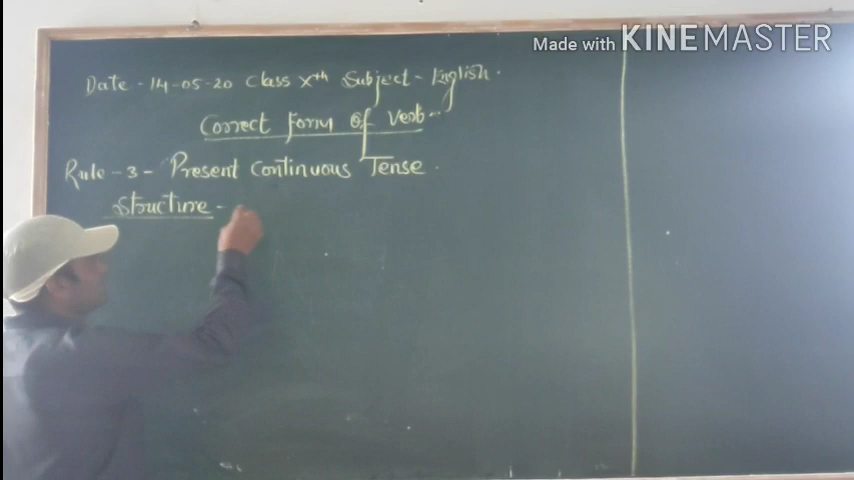 Made with KINEMASTER
Date - 14-05-20 Class Xth Subject - English.
Correct Form Of Verb -
Rule - 3 - Present Continuous Tense.
Structure -